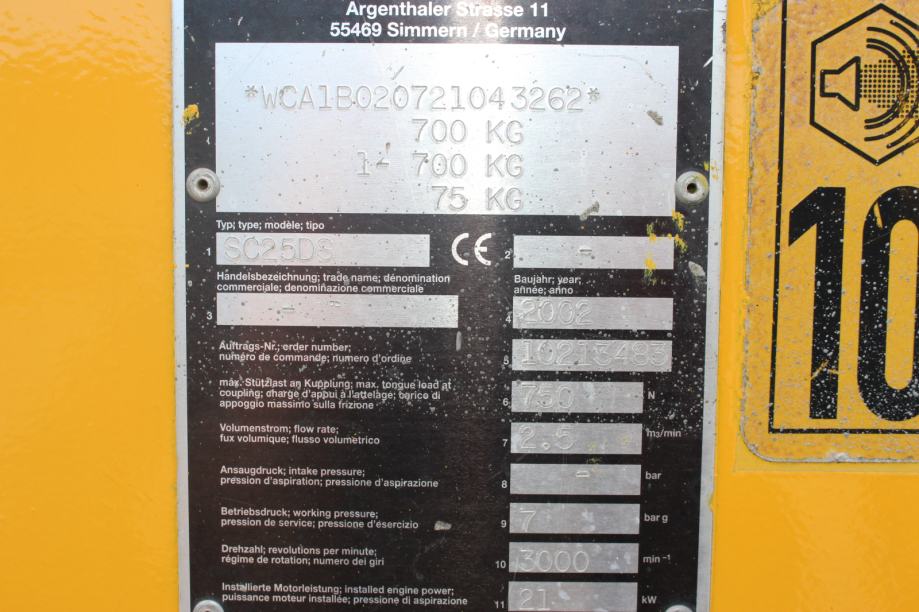 Argenthaler Strasse 11
55469 Simmern / Germany
*WCA1B020721043262*
700 KG
1- 700 KG
75 KG
Typ; type; modèle; tipo
1 SC25DS CE 2 -
Handelsbezeichnung; trade name; dénomination
commerciale; denominazione commerciale
3 - -
Baujahr; year;
année; anno
4 2002
Auftrags-Nr.; order number;
numéro de commande; numero d'ordine
5 10213483
max. Stützlast an Kupplung; max. tongue load at
coupling; charge d'appui à l'attelage; carico di
appoggio massimo sulla frizione
6 750 N
Volumenstrom; flow rate;
fux volumique; flusso volumetrico
7 2.5 m3/min
Ansaugdruck; intake pressure;
pression d'aspiration; pressione d'aspirazione
8 - bar
Betriebsdruck; working pressure;
pression de service; pressione d'ésercizio
9 7 bar g
Drehzahl; revolutions per minute;
régime de rotation; numero dei giri
10 3000 min-1
Installierte Motorleistung; installed engine power;
puissance moteur installée; pressione di aspirazione
11 21 kW
10